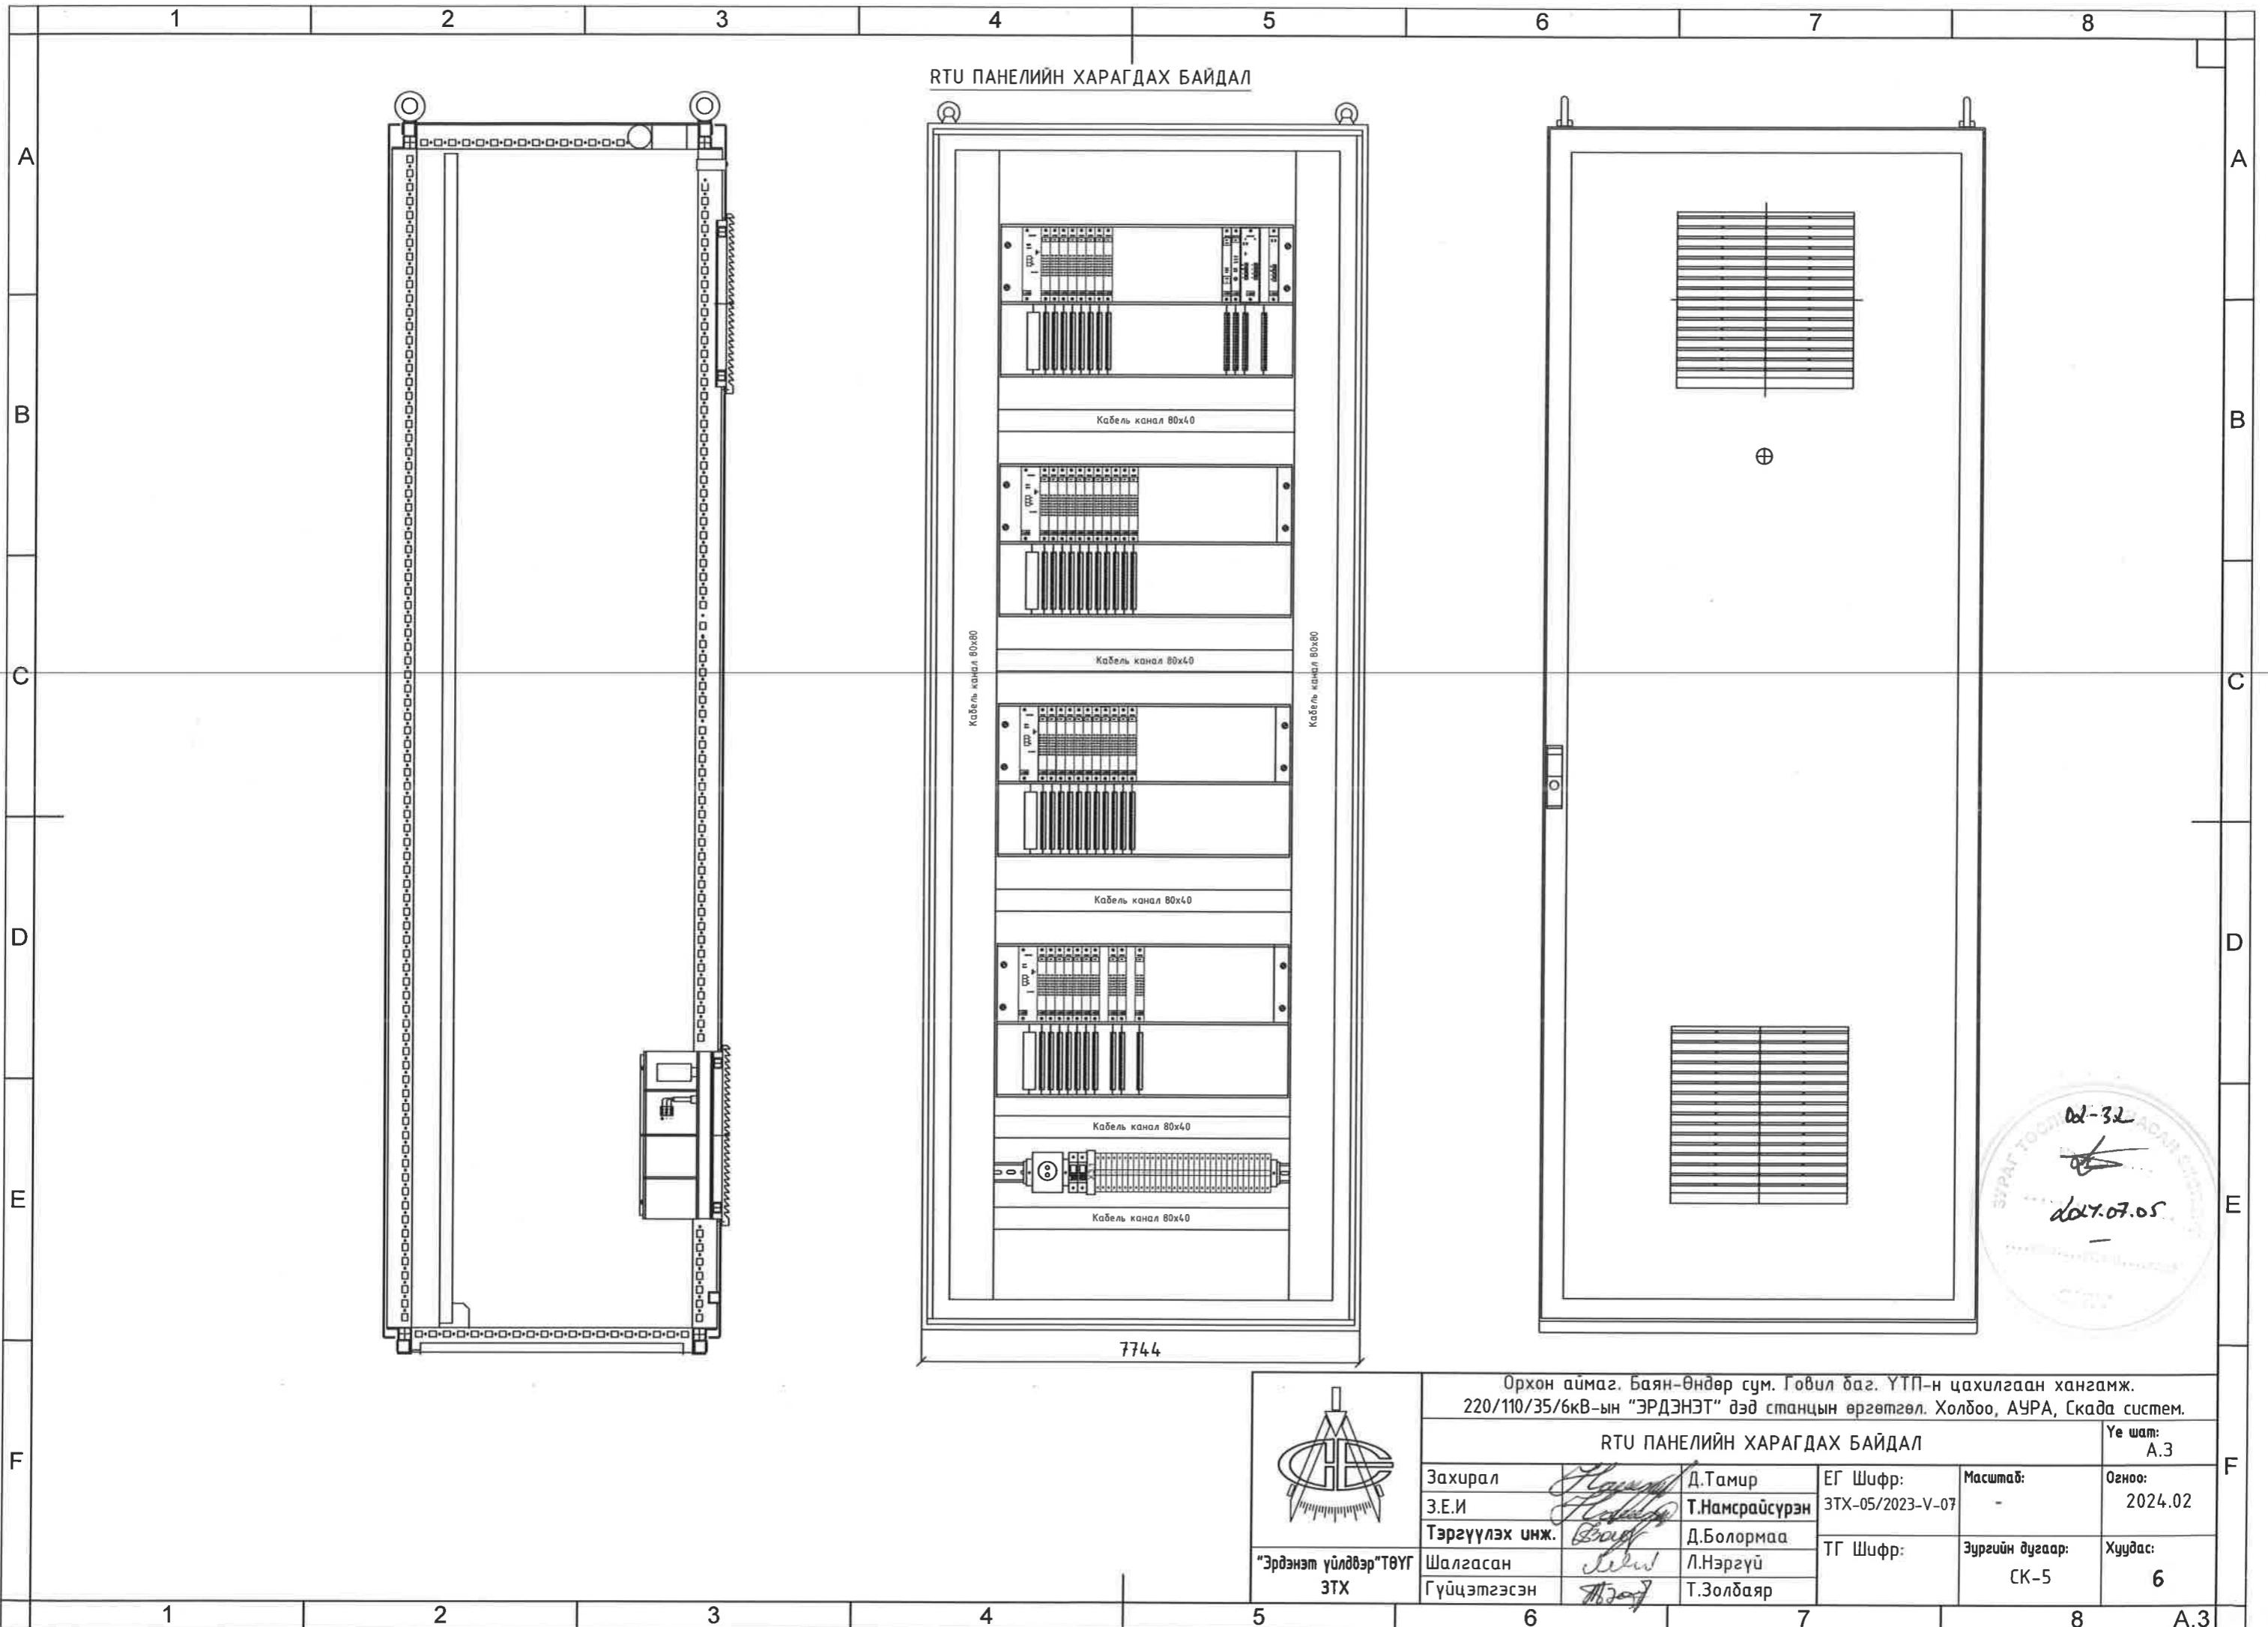 1 2 3 4 5 6 7 8
RTU ПАНЕЛИЙН ХАРАГДАХ БАЙДАЛ
A A
B B
C C
D D
E E
F F
Кабель канал 80x40
Кабель канал 80x40
Кабель канал 80x80
Кабель канал 80x80
Кабель канал 80x40
Кабель канал 80x40
Кабель канал 80x40
7744
02-32
2024.07.05
Орхон аймаг. Баян-Өндөр сум. Говил баг. ҮТП-н цахилгаан хангамж.
220/110/35/6кВ-ын "ЭРДЭНЭТ" дэд станцын өргөтгөл. Холбоо, АУРА, Скада систем.
RTU ПАНЕЛИЙН ХАРАГДАХ БАЙДАЛ
Үе шат:
А.3
Захирал Д.Тамир
З.Е.И Т.Намсрайсүрэн
Тэргүүлэх инж. Д.Болормаа
Шалгасан Л.Нэргүй
Гүйцэтгэсэн Т.Золбаяр
ЕГ Шифр:
ЗТХ-05/2023-V-07
Масштаб:
-
Огноо:
2024.02
ТГ Шифр:
Зургийн дугаар:
СК-5
Хуудас:
6
"Эрдэнэт үйлдвэр"ТӨҮГ
ЗТХ
1 2 3 4 5 6 7 8 A.3